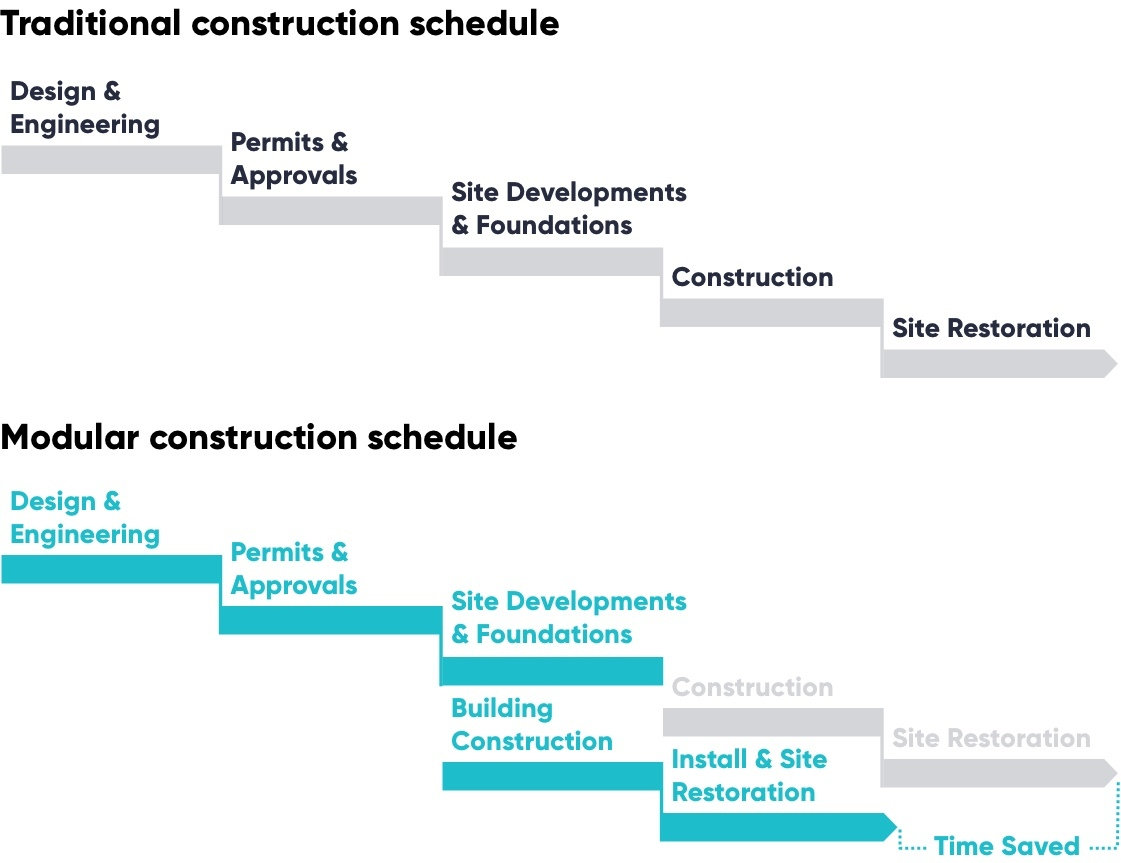 Traditional construction schedule
Design &
Engineering
Permits &
Approvals
Site Developments
& Foundations
Construction
Site Restoration
Modular construction schedule
Design &
Engineering
Permits &
Approvals
Site Developments
& Foundations
Construction
Site Restoration
Building
Construction
Install & Site
Restoration
Time Saved